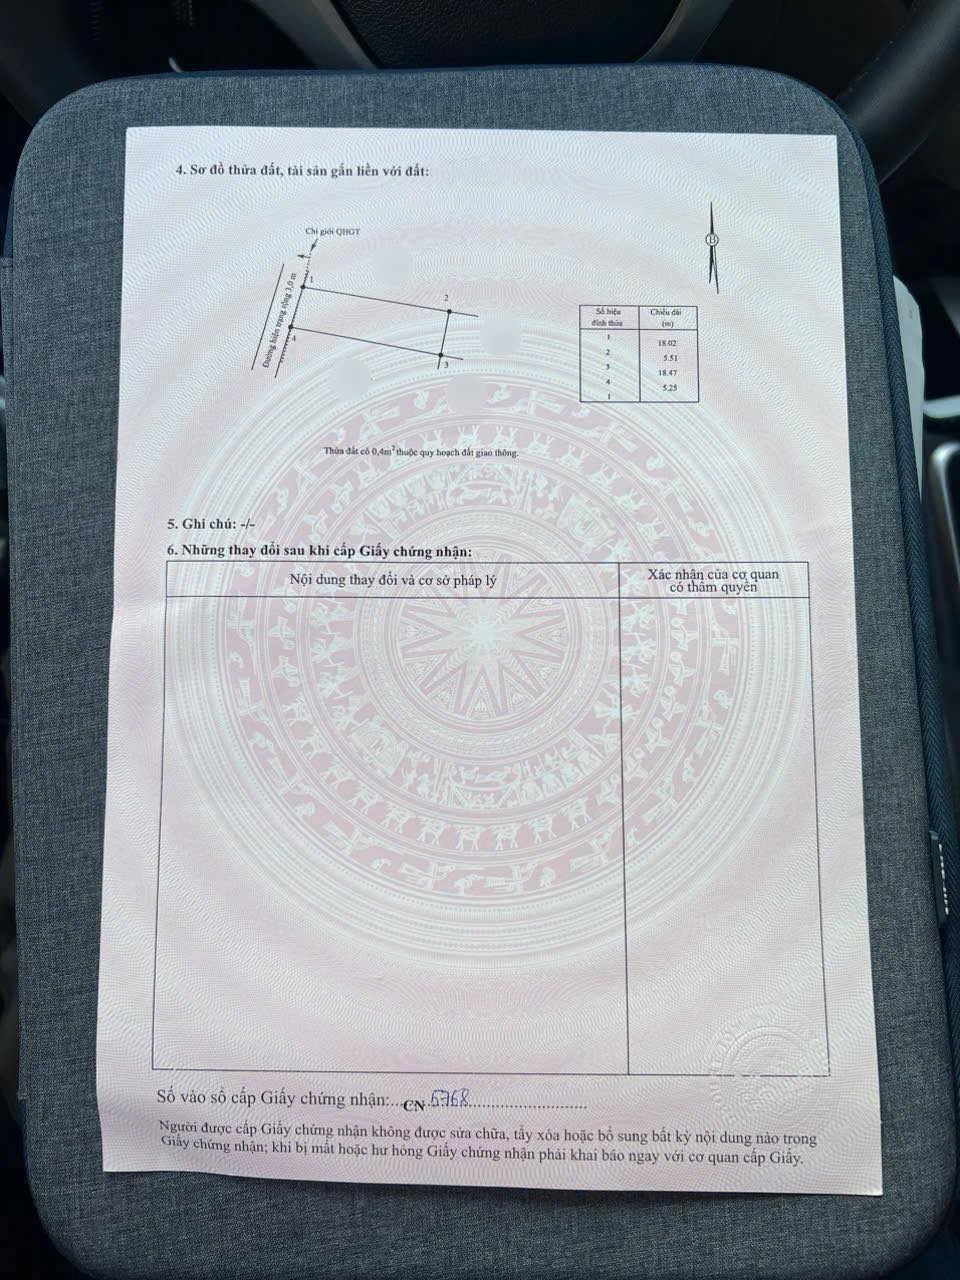 4. Sơ đồ thửa đất, tài sản gắn liền với đất:
Chỉ giới QHGT
B
Đường hiện trạng rộng 3,0 m
1
2
3
4
Số hiệu đỉnh thửa
Chiều dài (m)
1
18.02
2
5.51
3
18.47
4
5.25
1
Thửa đất có 0,4m² thuộc quy hoạch đất giao thông.
5. Ghi chú: -/-
6. Những thay đổi sau khi cấp Giấy chứng nhận:
Nội dung thay đổi và cơ sở pháp lý
Xác nhận của cơ quan
có thẩm quyền
Số vào sổ cấp Giấy chứng nhận:...CN.6768...........................
Người được cấp Giấy chứng nhận không được sửa chữa, tẩy xóa hoặc bổ sung bất kỳ nội dung nào trong
Giấy chứng nhận; khi bị mất hoặc hư hỏng Giấy chứng nhận phải khai báo ngay với cơ quan cấp Giấy.